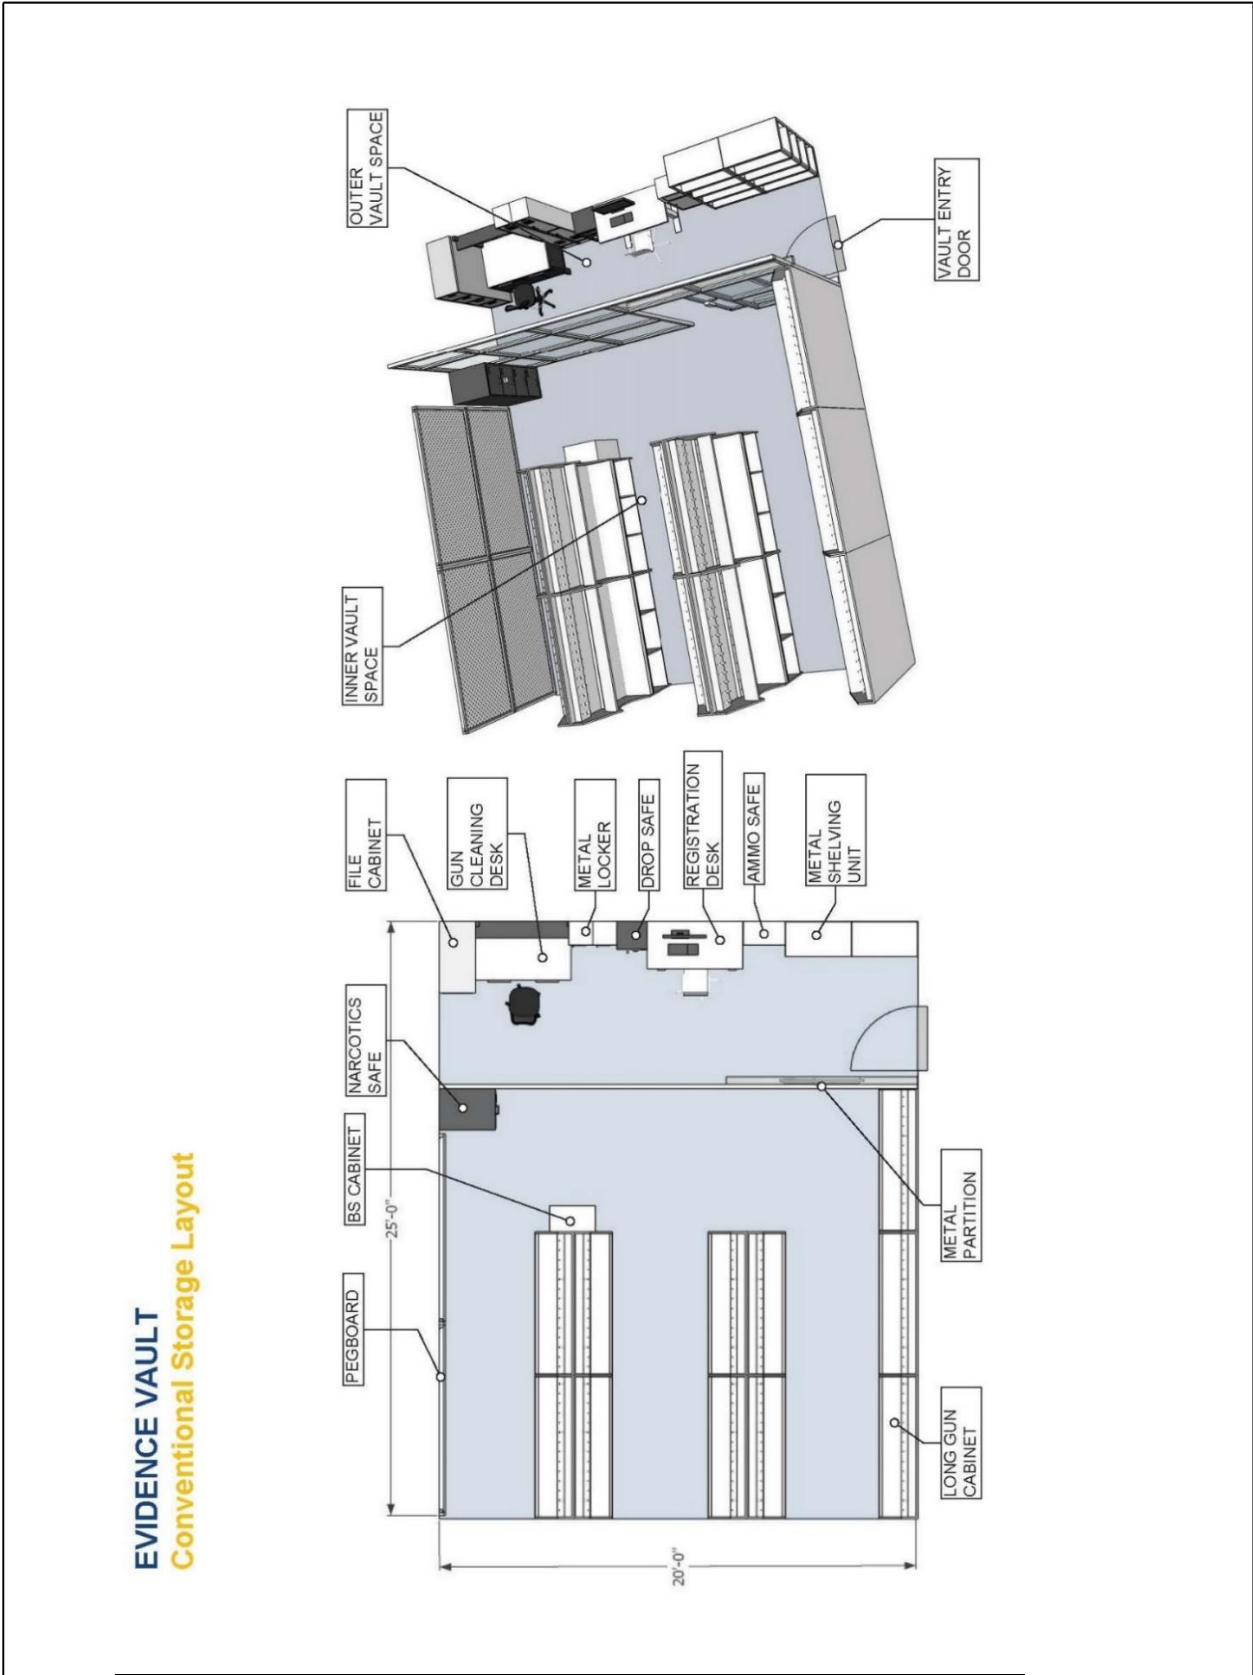 EVIDENCE VAULT
Conventional Storage Layout
PEGBOARD
BS CABINET
NARCOTICS
SAFE
FILE
CABINET
25'-0"
GUN
CLEANING
DESK
METAL
LOCKER
DROP SAFE
REGISTRATION
DESK
AMMO SAFE
METAL
SHELVING
UNIT
20'-0"
LONG GUN
CABINET
METAL
PARTITION
INNER VAULT
SPACE
OUTER
VAULT SPACE
VAULT ENTRY
DOOR